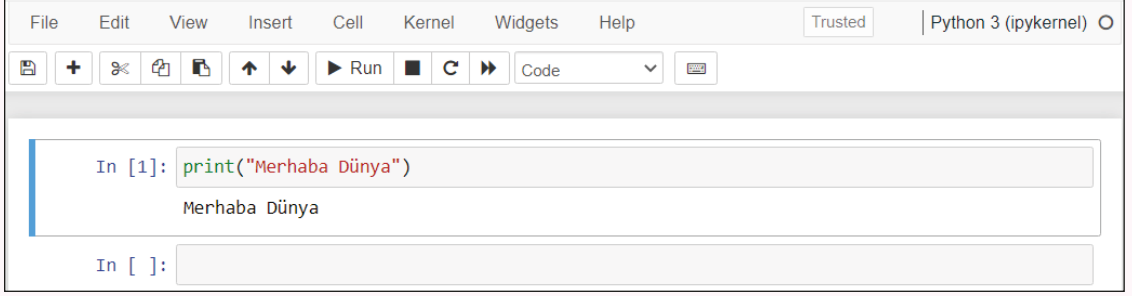 File Edit View Insert Cell Kernel Widgets Help Trusted Python 3 (ipykernel)
Run Code
In [1]: print("Merhaba Dünya")
Merhaba Dünya
In [ ]: